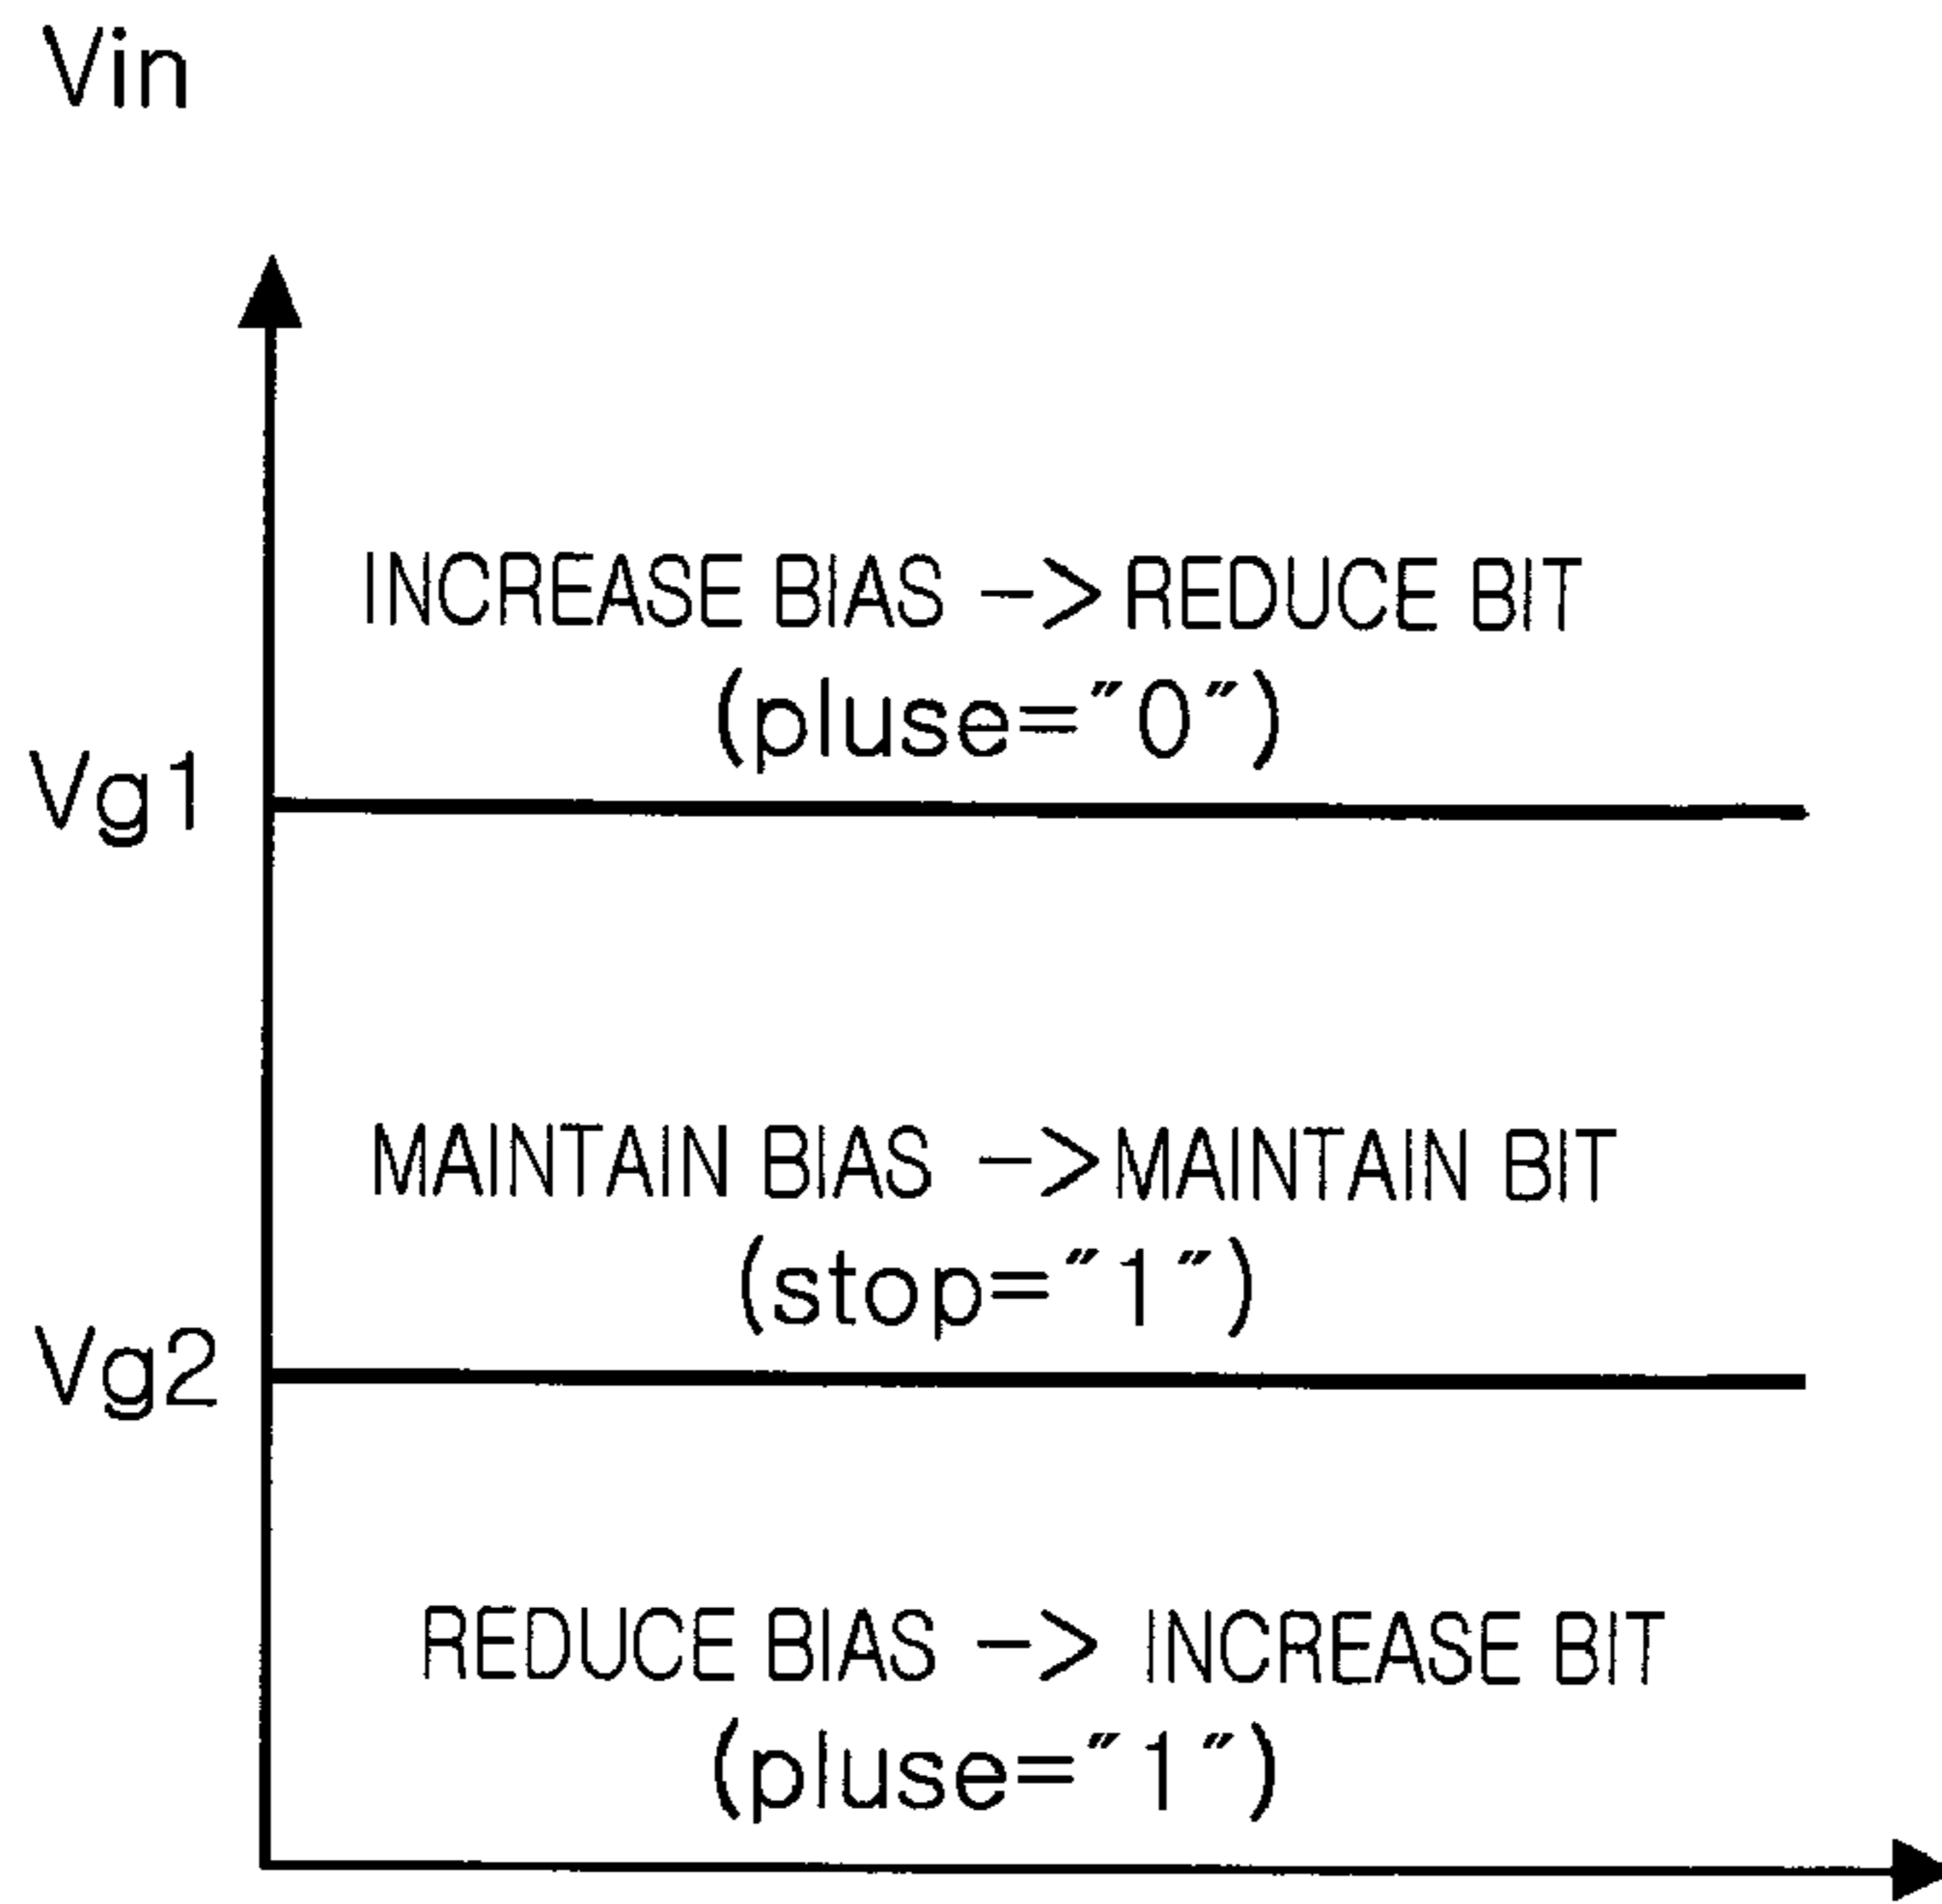 Vin
INCREASE BIAS -> REDUCE BIT
(pluse="0")
Vg1
MAINTAIN BIAS -> MAINTAIN BIT
(stop="1")
Vg2
REDUCE BIAS -> INCREASE BIT
(pluse="1")